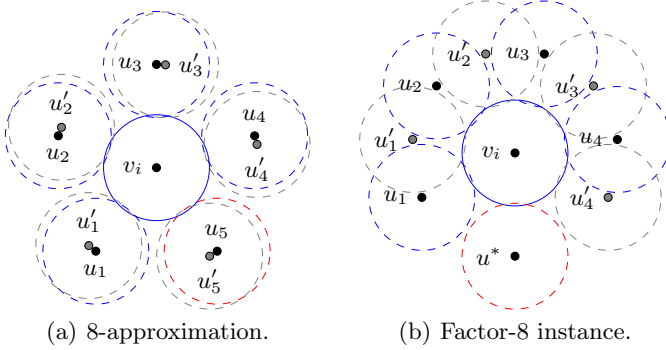 u₃ u′₃
u′₂
u₂
u₄
u′₄
vᵢ
u′₁
u₁
u₅
u′₅
(a) 8-approximation.
u′₂ u₃
u₂ u′₃
u′₁ u₄
vᵢ
u₁ u′₄
u*
(b) Factor-8 instance.